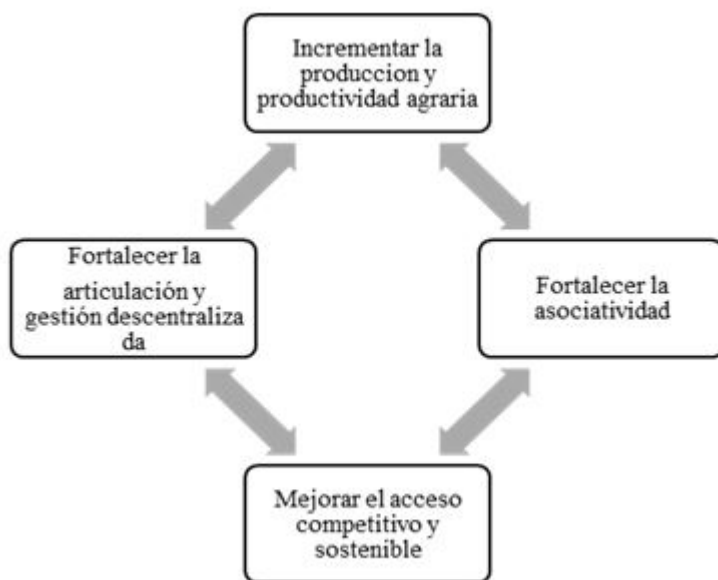 Incrementar la
produccion y
productividad agraria
Fortalecer la
articulación y
gestión descentraliza
da
Fortalecer la
asociatividad
Mejorar el acceso
competitivo y
sostenible